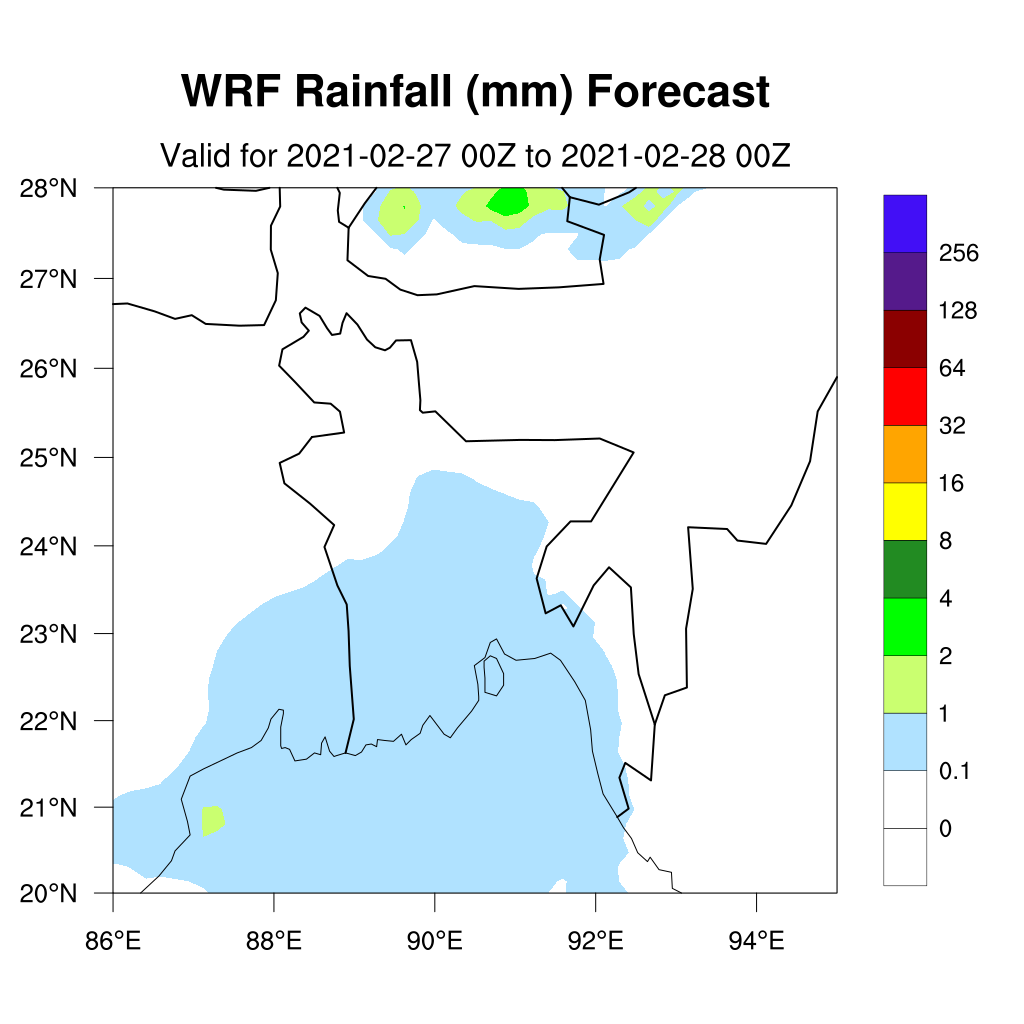 WRF Rainfall (mm) Forecast
Valid for 2021-02-27 00Z to 2021-02-28 00Z
28°N
27°N
26°N
25°N
24°N
23°N
22°N
21°N
20°N
86°E 88°E 90°E 92°E 94°E
256
128
64
32
16
8
4
2
1
0.1
0